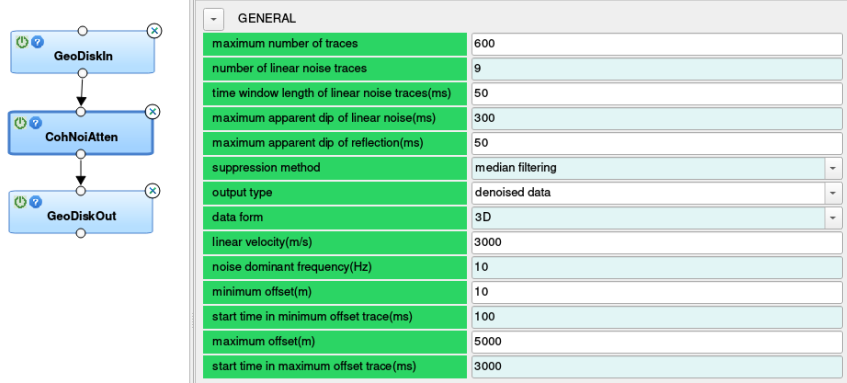 GeoDiskIn
CohNoiAtten
GeoDiskOut
GENERAL
maximum number of traces 600
number of linear noise traces 9
time window length of linear noise traces(ms) 50
maximum apparent dip of linear noise(ms) 300
maximum apparent dip of reflection(ms) 50
suppression method median filtering
output type denoised data
data form 3D
linear velocity(m/s) 3000
noise dominant frequency(Hz) 10
minimum offset(m) 10
start time in minimum offset trace(ms) 100
maximum offset(m) 5000
start time in maximum offset trace(ms) 3000